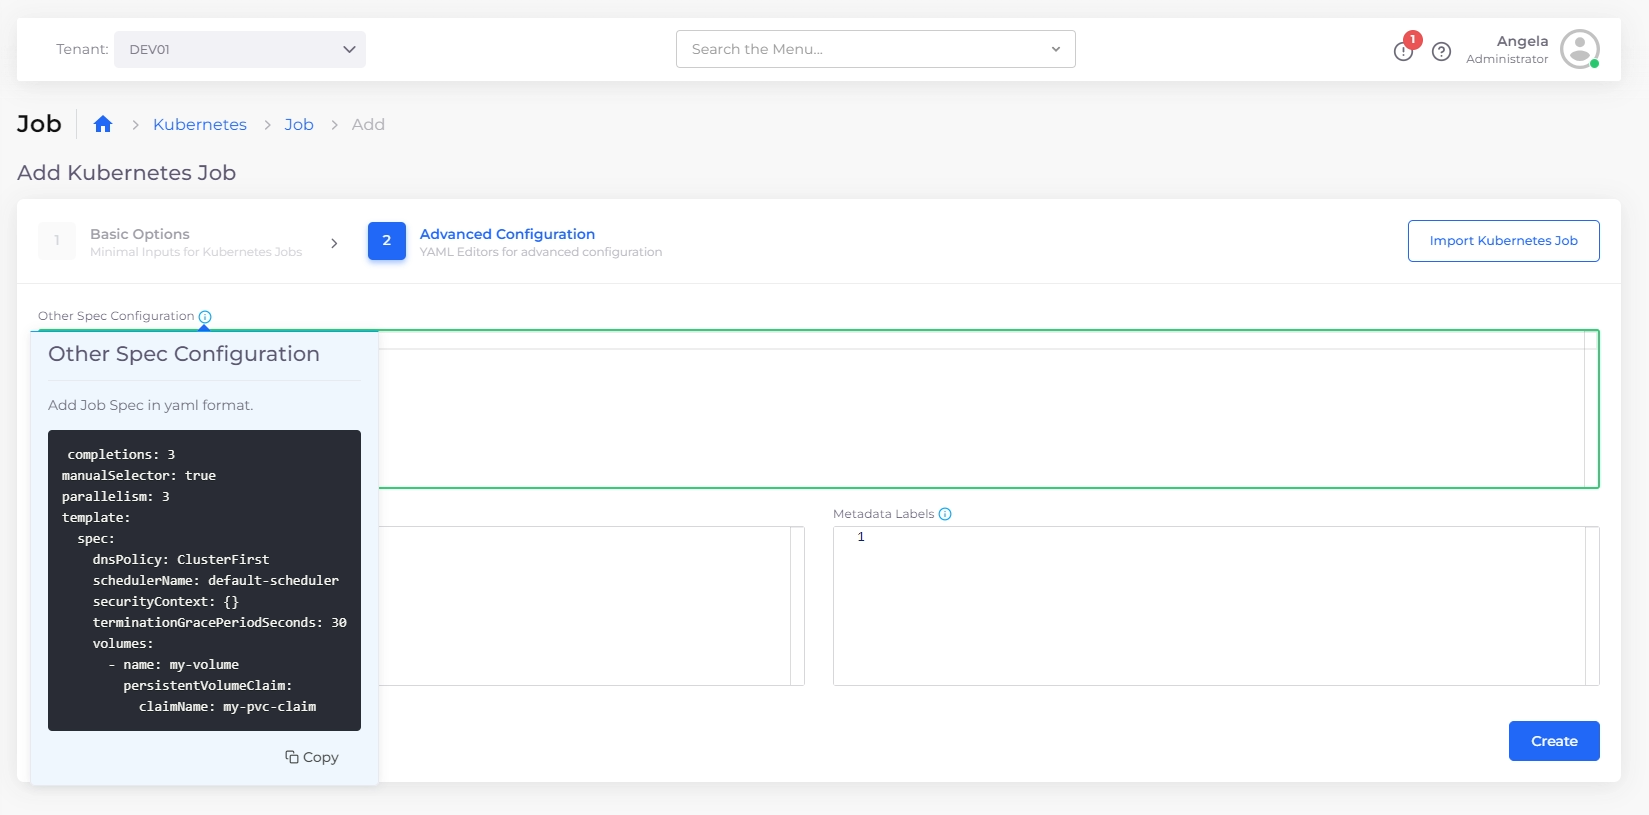 Tenant: DEV01 Search the Menu... 1 Angela
Administrator
Job Kubernetes Job Add
Add Kubernetes Job
1 Basic Options
Minimal Inputs for Kubernetes Jobs
2 Advanced Configuration
YAML Editors for advanced configuration
Import Kubernetes Job
Other Spec Configuration
Other Spec Configuration
Add Job Spec in yaml format.
completions: 3
manualSelector: true
parallelism: 3
template:
  spec:
    dnsPolicy: ClusterFirst
    schedulerName: default-scheduler
    securityContext: {}
    terminationGracePeriodSeconds: 30
    volumes:
      - name: my-volume
        persistentVolumeClaim:
          claimName: my-pvc-claim
Copy
Metadata Labels
1
Create